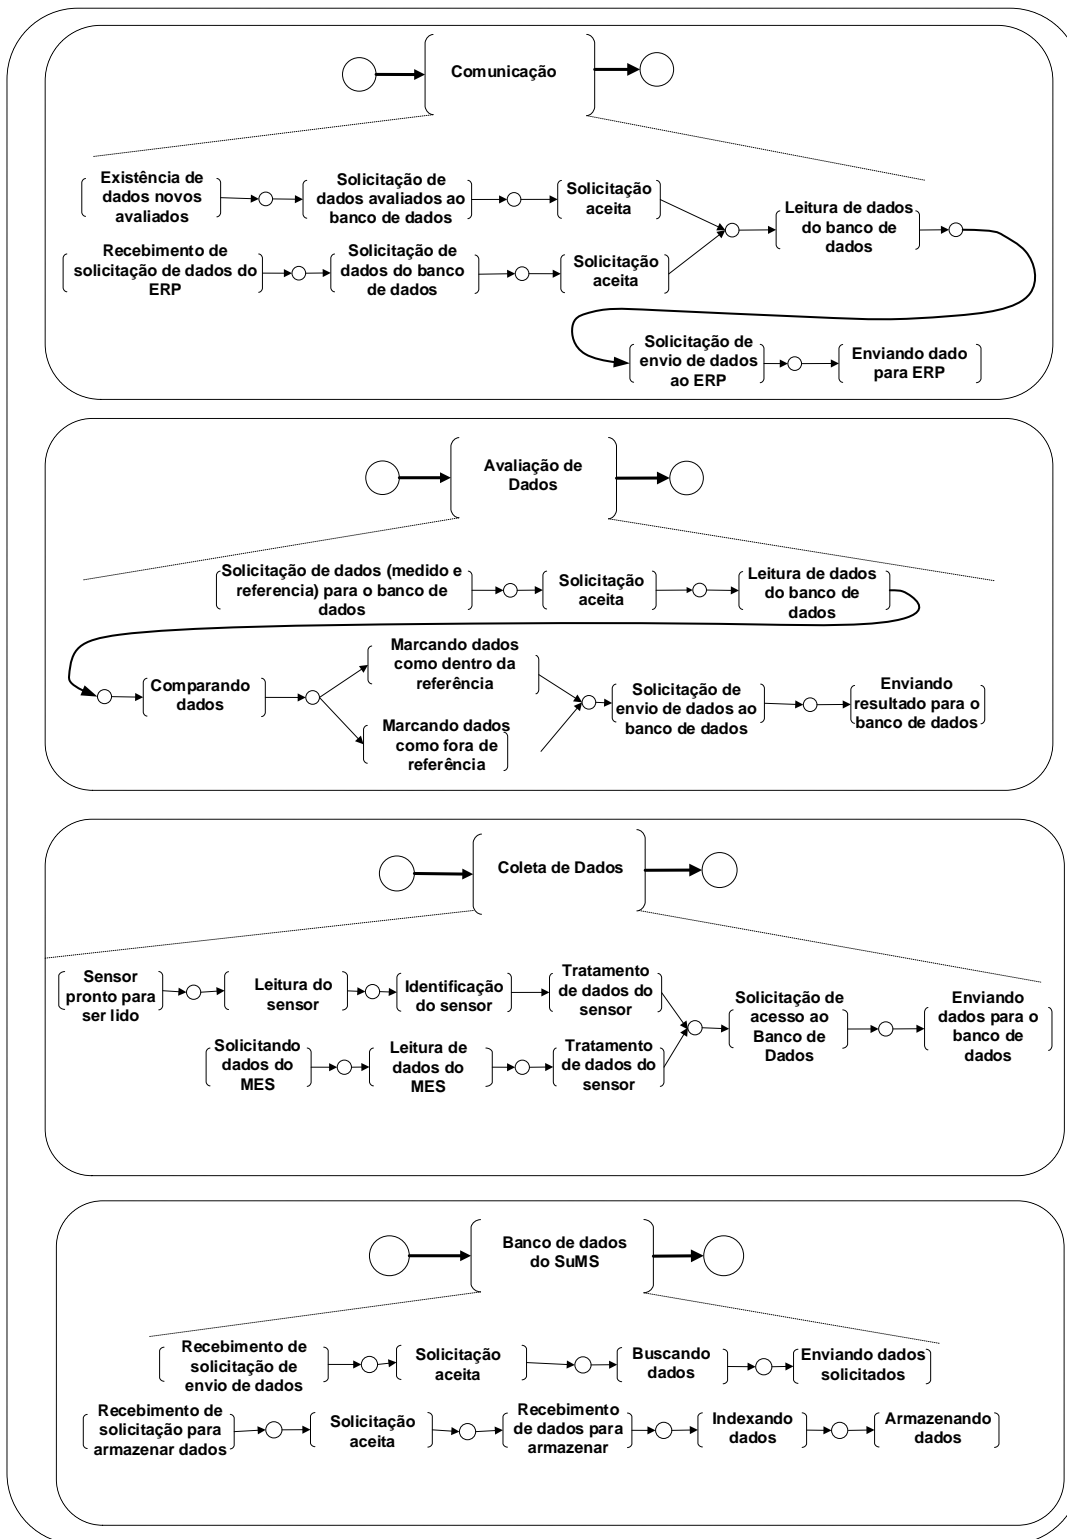 Comunicação
Existência de
dados novos
avaliados
Solicitação de
dados avaliados ao
banco de dados
Solicitação
aceita
Leitura de dados
do banco de
dados
Recebimento de
solicitação de dados do
ERP
Solicitação de
dados do banco
de dados
Solicitação
aceita
Solicitação de
envio de dados
ao ERP
Enviando dado
para ERP
Avaliação de
Dados
Solicitação de dados (medido e
referencia) para o banco de
dados
Solicitação
aceita
Leitura de dados
do banco de
dados
Comparando
dados
Marcando dados
como dentro da
referência
Marcando dados
como fora de
referência
Solicitação de
envio de dados ao
banco de dados
Enviando
resultado para o
banco de dados
Coleta de Dados
Sensor
pronto para
ser lido
Leitura do
sensor
Identificação
do sensor
Tratamento
de dados do
sensor
Solicitação de
acesso ao
Banco de
Dados
Enviando
dados para o
banco de
dados
Solicitando
dados do
MES
Leitura de
dados do
MES
Tratamento
de dados do
sensor
Banco de dados
do SuMS
Recebimento de
solicitação de
envio de dados
Solicitação
aceita
Buscando
dados
Enviando dados
solicitados
Recebimento de
solicitação para
armazenar dados
Solicitação
aceita
Recebimento
de dados para
armazenar
Indexando
dados
Armazenando
dados